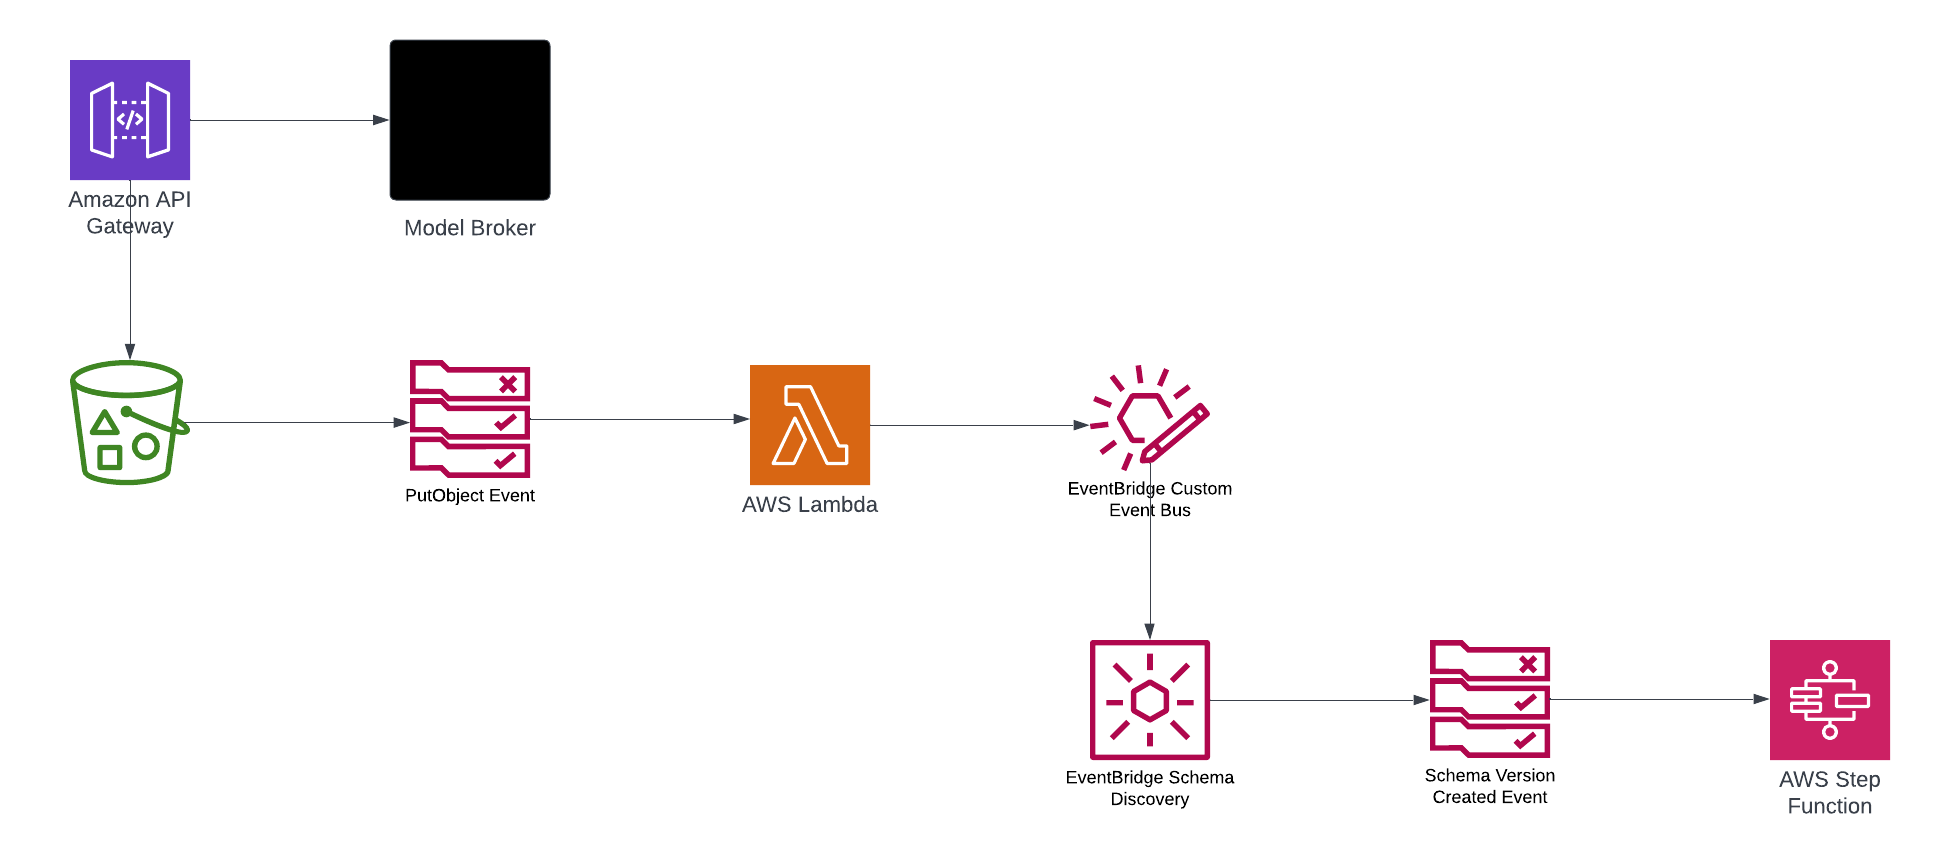 Amazon API
Gateway
Model Broker
PutObject Event
AWS Lambda
EventBridge Custom
Event Bus
EventBridge Schema
Discovery
Schema Version
Created Event
AWS Step
Function